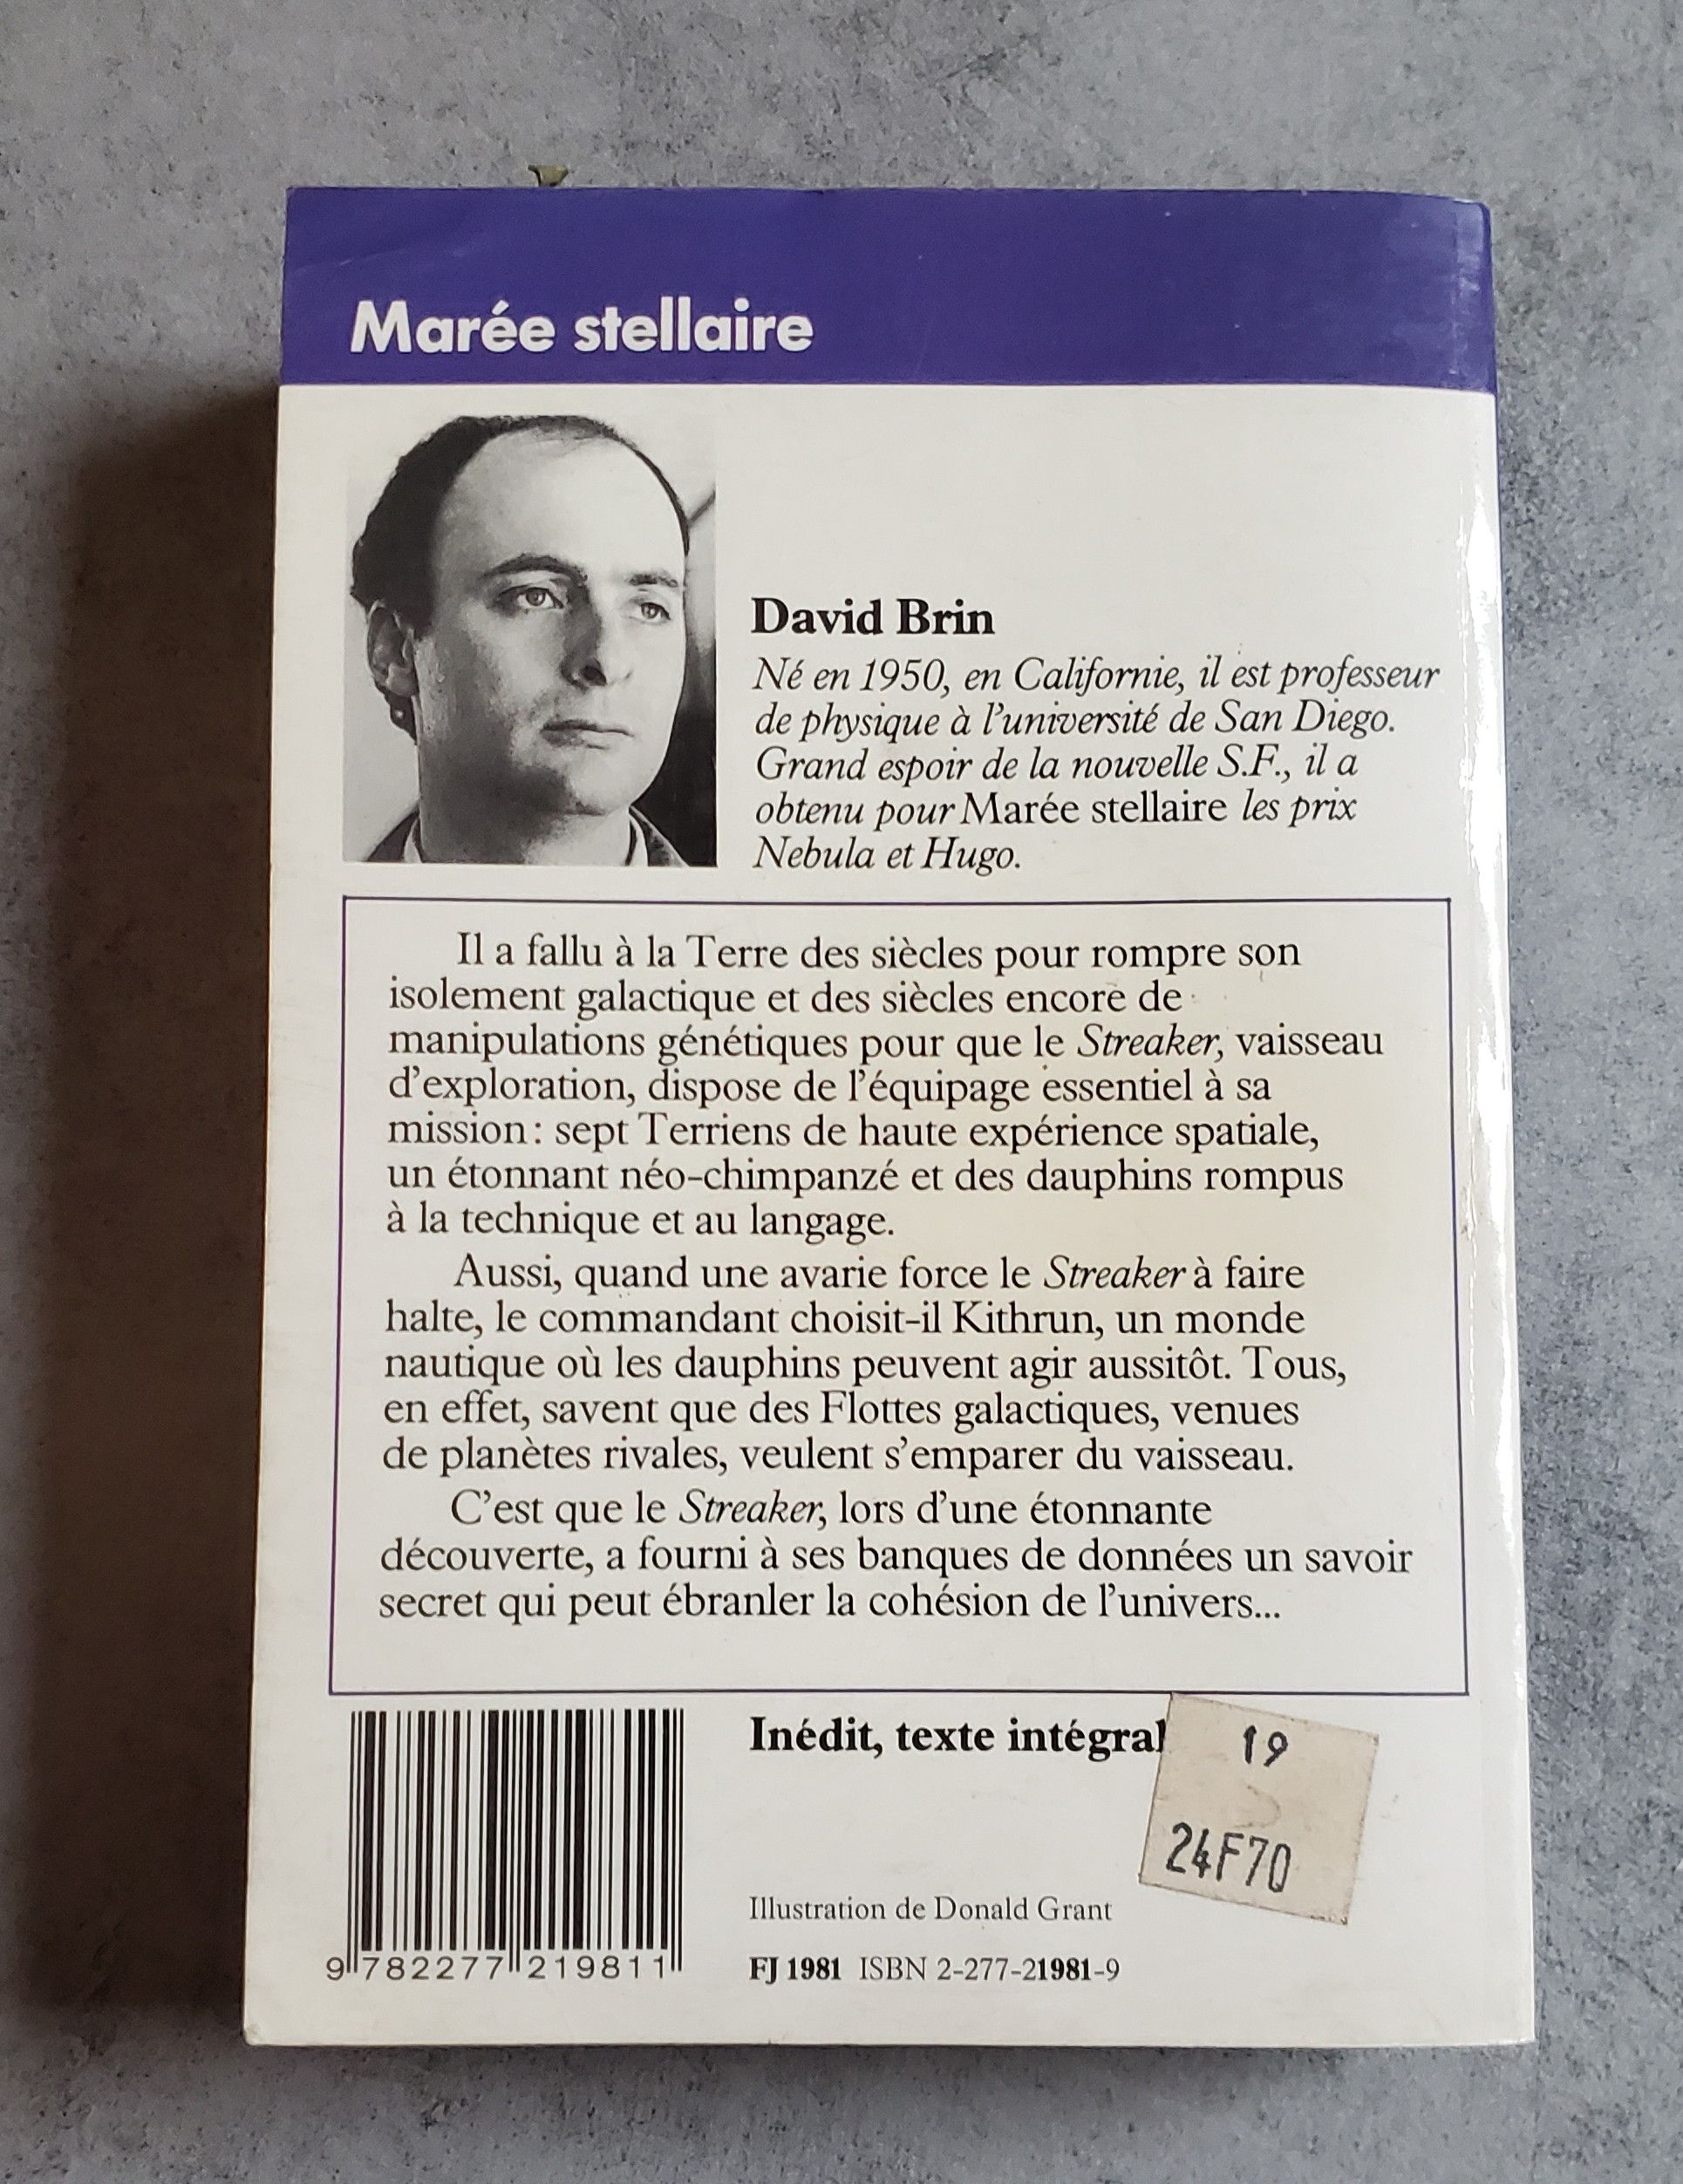 Marée stellaire
David Brin
Né en 1950, en Californie, il est professeur
de physique à l'université de San Diego.
Grand espoir de la nouvelle S.F., il a
obtenu pour Marée stellaire les prix
Nebula et Hugo.
Il a fallu à la Terre des siècles pour rompre son
isolement galactique et des siècles encore de
manipulations génétiques pour que le Streaker, vaisseau
d'exploration, dispose de l'équipage essentiel à sa
mission : sept Terriens de haute expérience spatiale,
un étonnant néo-chimpanzé et des dauphins rompus
à la technique et au langage.
Aussi, quand une avarie force le Streaker à faire
halte, le commandant choisit-il Kithrun, un monde
nautique où les dauphins peuvent agir aussitôt. Tous,
en effet, savent que des Flottes galactiques, venues
de planètes rivales, veulent s'emparer du vaisseau.
C'est que le Streaker, lors d'une étonnante
découverte, a fourni à ses banques de données un savoir
secret qui peut ébranler la cohésion de l'univers...
Inédit, texte intégral
19
24F70
Illustration de Donald Grant
9 782277 219811
FJ 1981 ISBN 2-277-21981-9